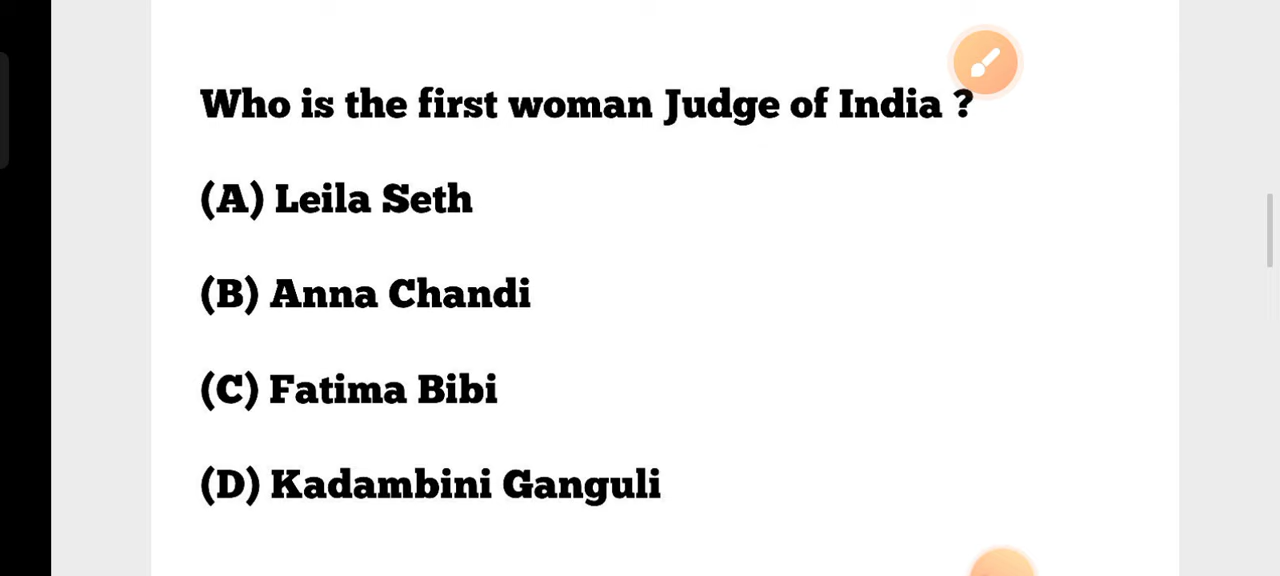 Who is the first woman Judge of India ?
(A) Leila Seth
(B) Anna Chandi
(C) Fatima Bibi
(D) Kadambini Ganguli